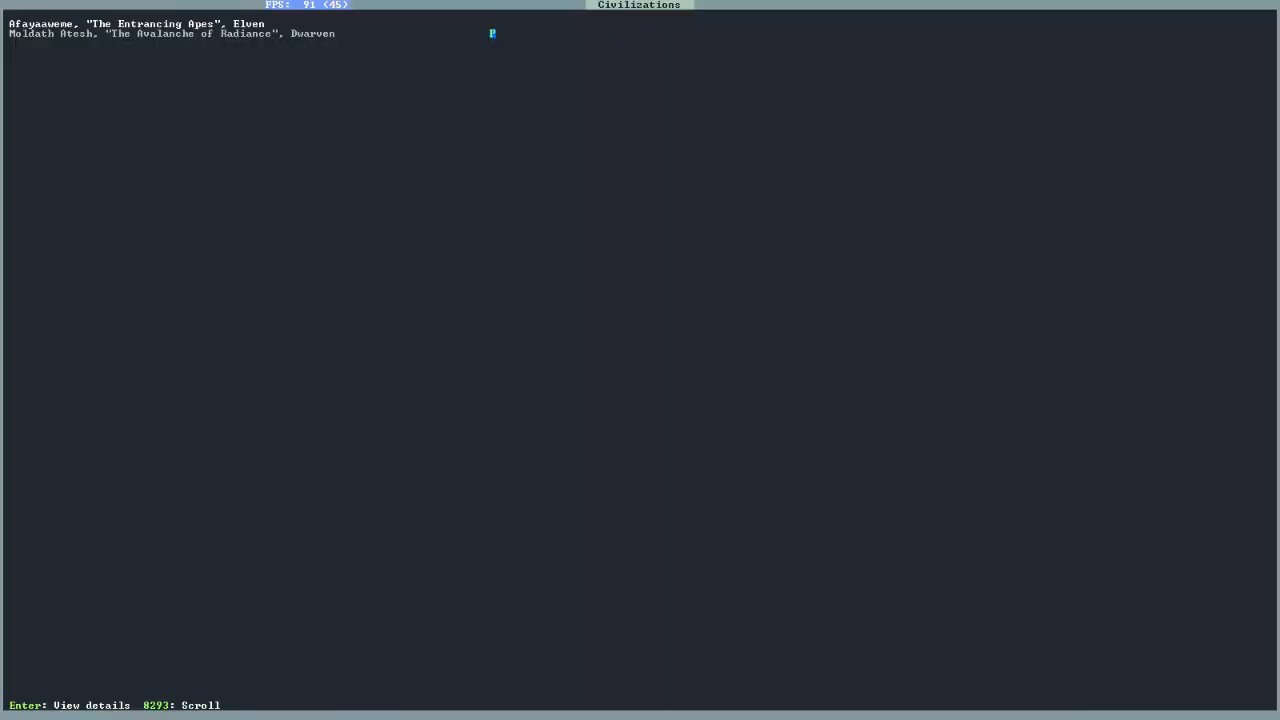 FPS: 91 (45) Civilizations
Afayaaweme, "The Entrancing Apes", Elven
Moldath Atesh, "The Avalanche of Radiance", Dwarven P
Enter: View details 8293: Scroll